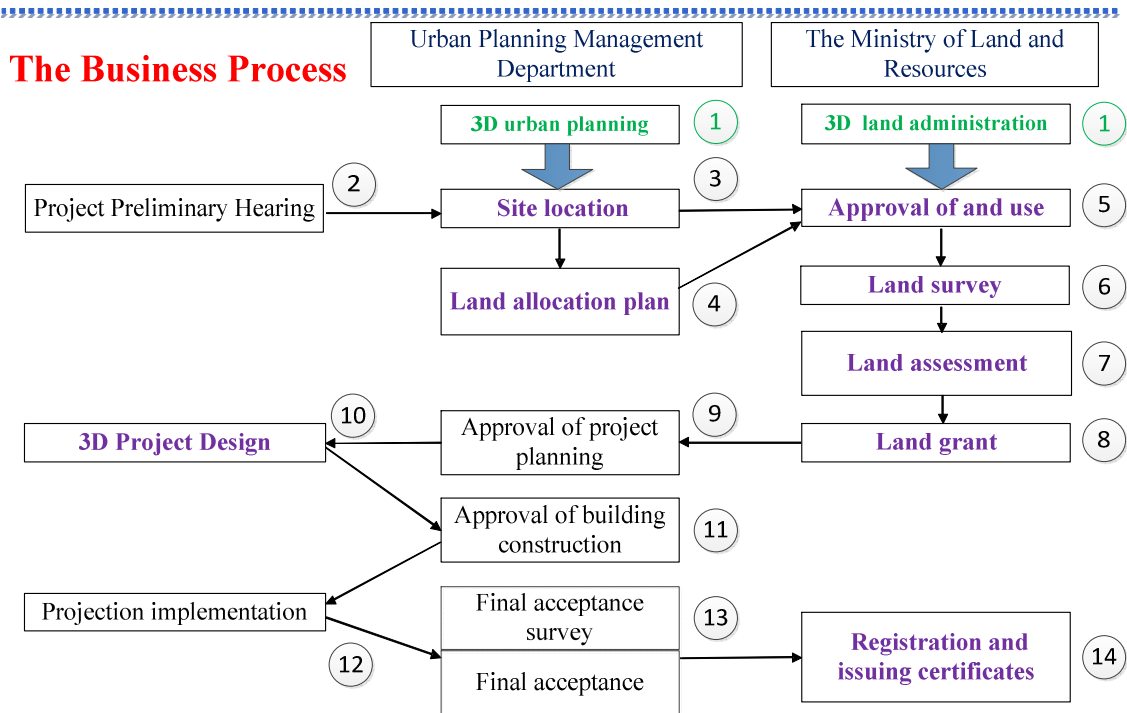 The Business Process
Urban Planning Management
Department
The Ministry of Land and
Resources
3D urban planning
1
3D land administration
1
2
3
Project Preliminary Hearing
Site location
Approval of and use
5
Land allocation plan
4
Land survey
6
Land assessment
7
10
9
3D Project Design
Approval of project
planning
Land grant
8
Approval of building
construction
11
Projection implementation
12
Final acceptance
survey
13
Final acceptance
Registration and
issuing certificates
14